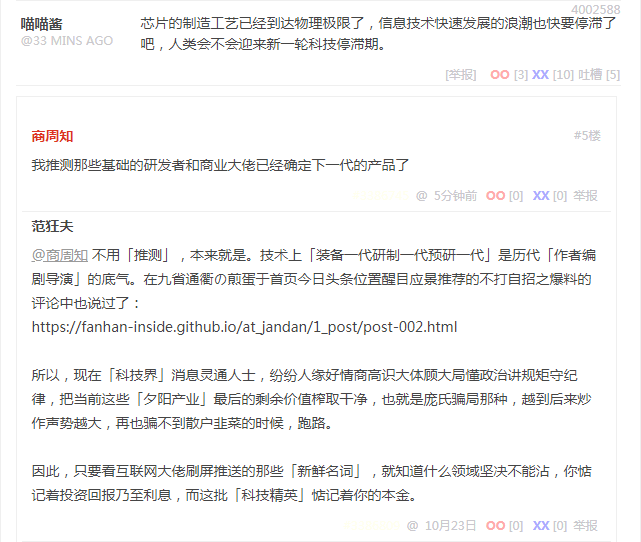 4002588
喵喵酱
@33 MINS AGO
芯片的制造工艺已经到达物理极限了，信息技术快速发展的浪潮也快要停滞了
吧，人类会不会迎来新一轮科技停滞期。
[举报] OO [3] XX [10] 吐槽 [5]
商周知
#5楼
我推测那些基础的研发者和商业大佬已经确定下一代的产品了
@ 5分钟前 OO [0] XX [0] 举报
范狂夫
@商周知 不用「推测」，本来就是。技术上「装备一代研制一代预研一代」是历代「作者编
剧导演」的底气。在九省通衢の煎蛋于首页今日头条位置醒目应景推荐的不打自招之爆料的
评论中也说过了：
https://fanhan-inside.github.io/at_jandan/1_post/post-002.html
所以，现在「科技界」消息灵通人士，纷纷人缘好情商高识大体顾大局懂政治讲规矩守纪
律，把当前这些「夕阳产业」最后的剩余价值榨取干净，也就是庞氏骗局那种，越到后来炒
作声势越大，再也骗不到散户韭菜的时候，跑路。
因此，只要看互联网大佬刷屏推送的那些「新鲜名词」，就知道什么领域坚决不能沾，你惦
记着投资回报乃至利息，而这批「科技精英」惦记着你的本金。
@ 10月23日 OO [0] XX [0] 举报